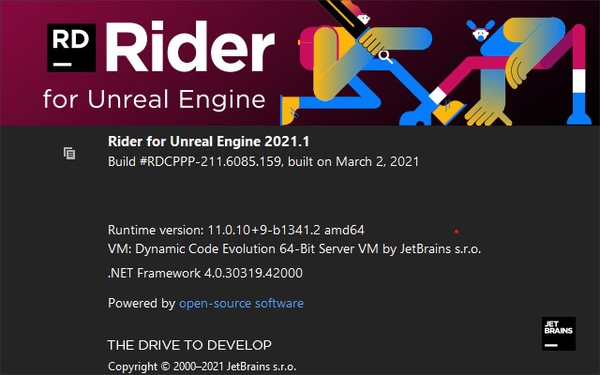 RD Rider
for Unreal Engine
Rider for Unreal Engine 2021.1
Build #RDCPPP-211.6085.159, built on March 2, 2021
Runtime version: 11.0.10+9-b1341.2 amd64
VM: Dynamic Code Evolution 64-Bit Server VM by JetBrains s.r.o.
.NET Framework 4.0.30319.42000
Powered by open-source software
JET
BRAINS
THE DRIVE TO DEVELOP
Copyright © 2000–2021 JetBrains s.r.o.